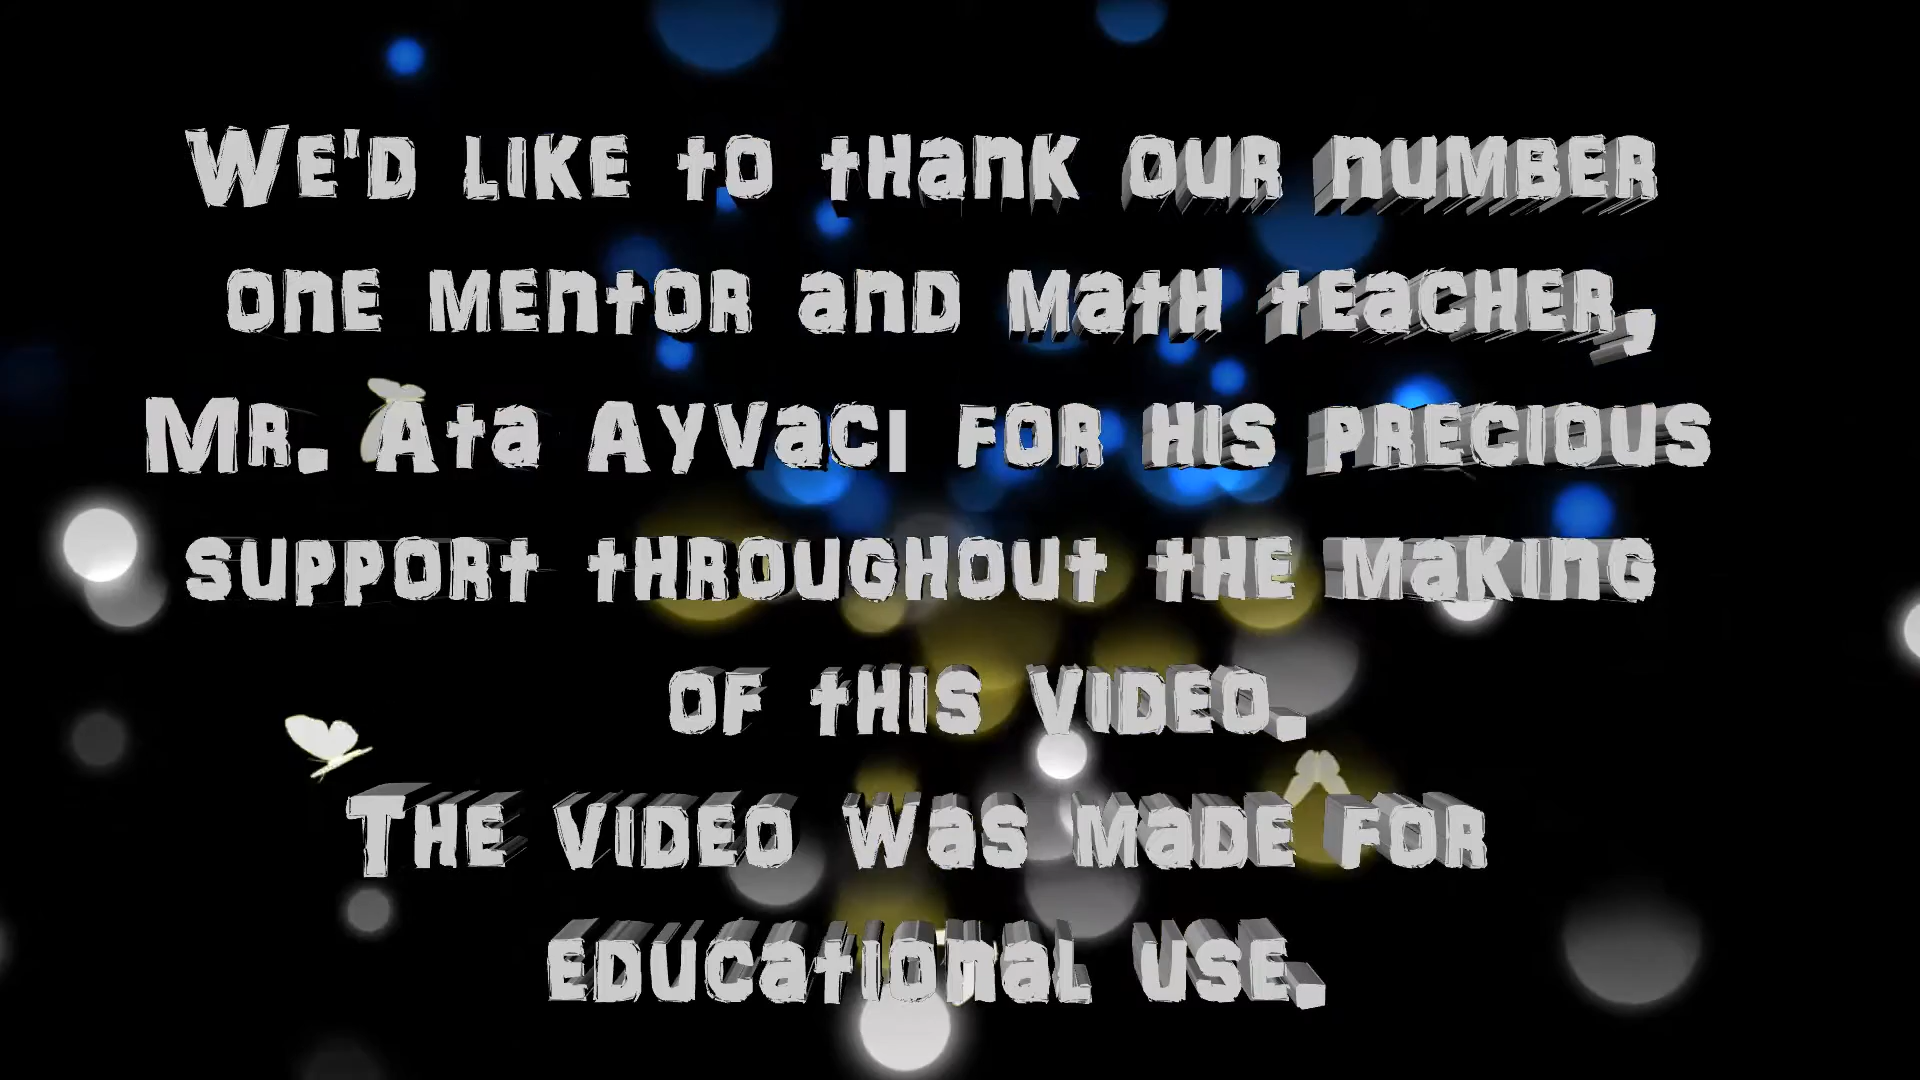 We'd like to thank our number
one mentor and math teacher,
Mr. Ata Ayvacı for his precious
support throughout the making
of this video.
The video was made for
educational use.